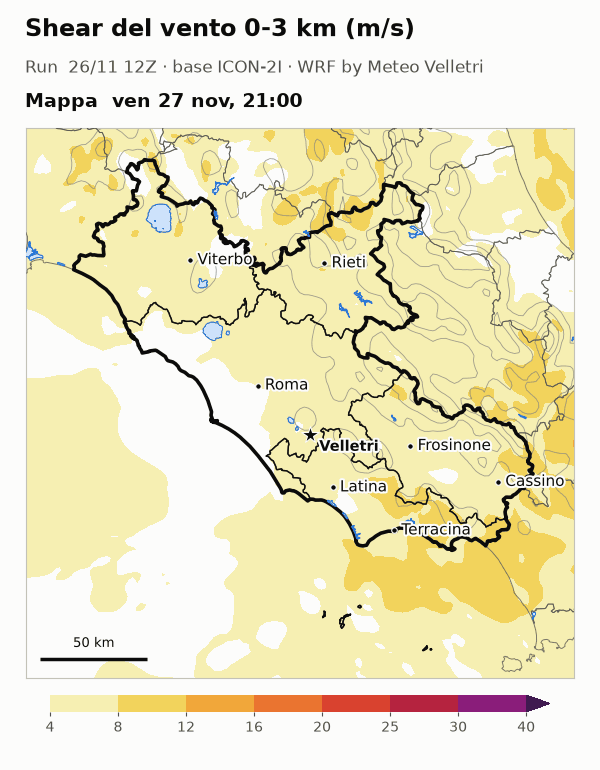 Shear del vento 0-3 km (m/s)
Run  26/11 12Z · base ICON-2I · WRF by Meteo Velletri
Mappa  ven 27 nov, 21:00
Viterbo
Rieti
Roma
Velletri
Frosinone
Latina
Cassino
Terracina
50 km
4 8 12 16 20 25 30 40